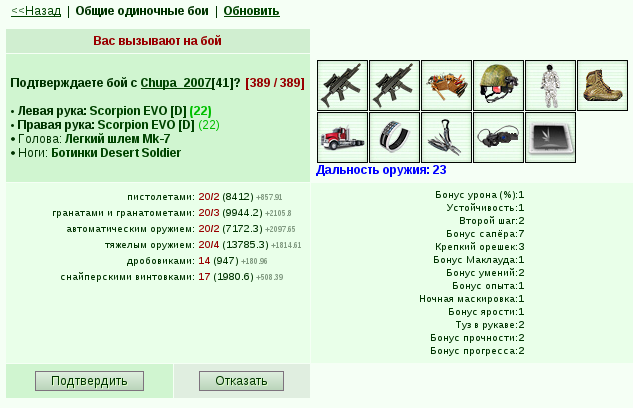 <<Назад | Общие одиночные бои | Обновить
Вас вызывают на бой
Подтверждаете бой с Chupa_2007[41]? [389 / 389]
• Левая рука: Scorpion EVO [D] (22)
• Правая рука: Scorpion EVO [D] (22)
• Голова: Легкий шлем Mk-7
• Ноги: Ботинки Desert Soldier
Дальность оружия: 23
пистолетами: 20/2 (8412) +857.91
гранатами и гранатометами: 20/3 (9944.2) +2105.8
автоматическим оружием: 20/2 (7172.3) +2097.65
тяжелым оружием: 20/4 (13785.3) +1814.61
дробовиками: 14 (947) +180.96
снайперскими винтовками: 17 (1980.6) +508.39
Бонус урона (%):1
Устойчивость:1
Второй шаг:2
Бонус сапёра:7
Крепкий орешек:3
Бонус Маклауда:1
Бонус умений:2
Бонус опыта:1
Ночная маскировка:1
Бонус ярости:1
Туз в рукаве:2
Бонус прочности:2
Бонус прогресса:2
Подтвердить
Отказать